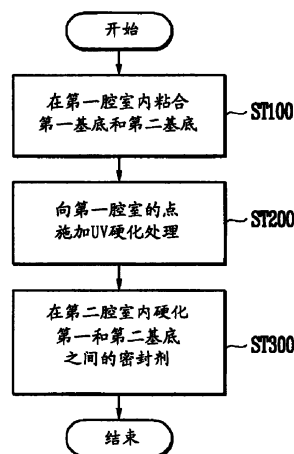 开始
在第一腔室内粘合
第一基底和第二基底
ST100
向第一腔室的点
施加UV硬化处理
ST200
在第二腔室内硬化
第一和第二基底
之间的密封剂
ST300
结束